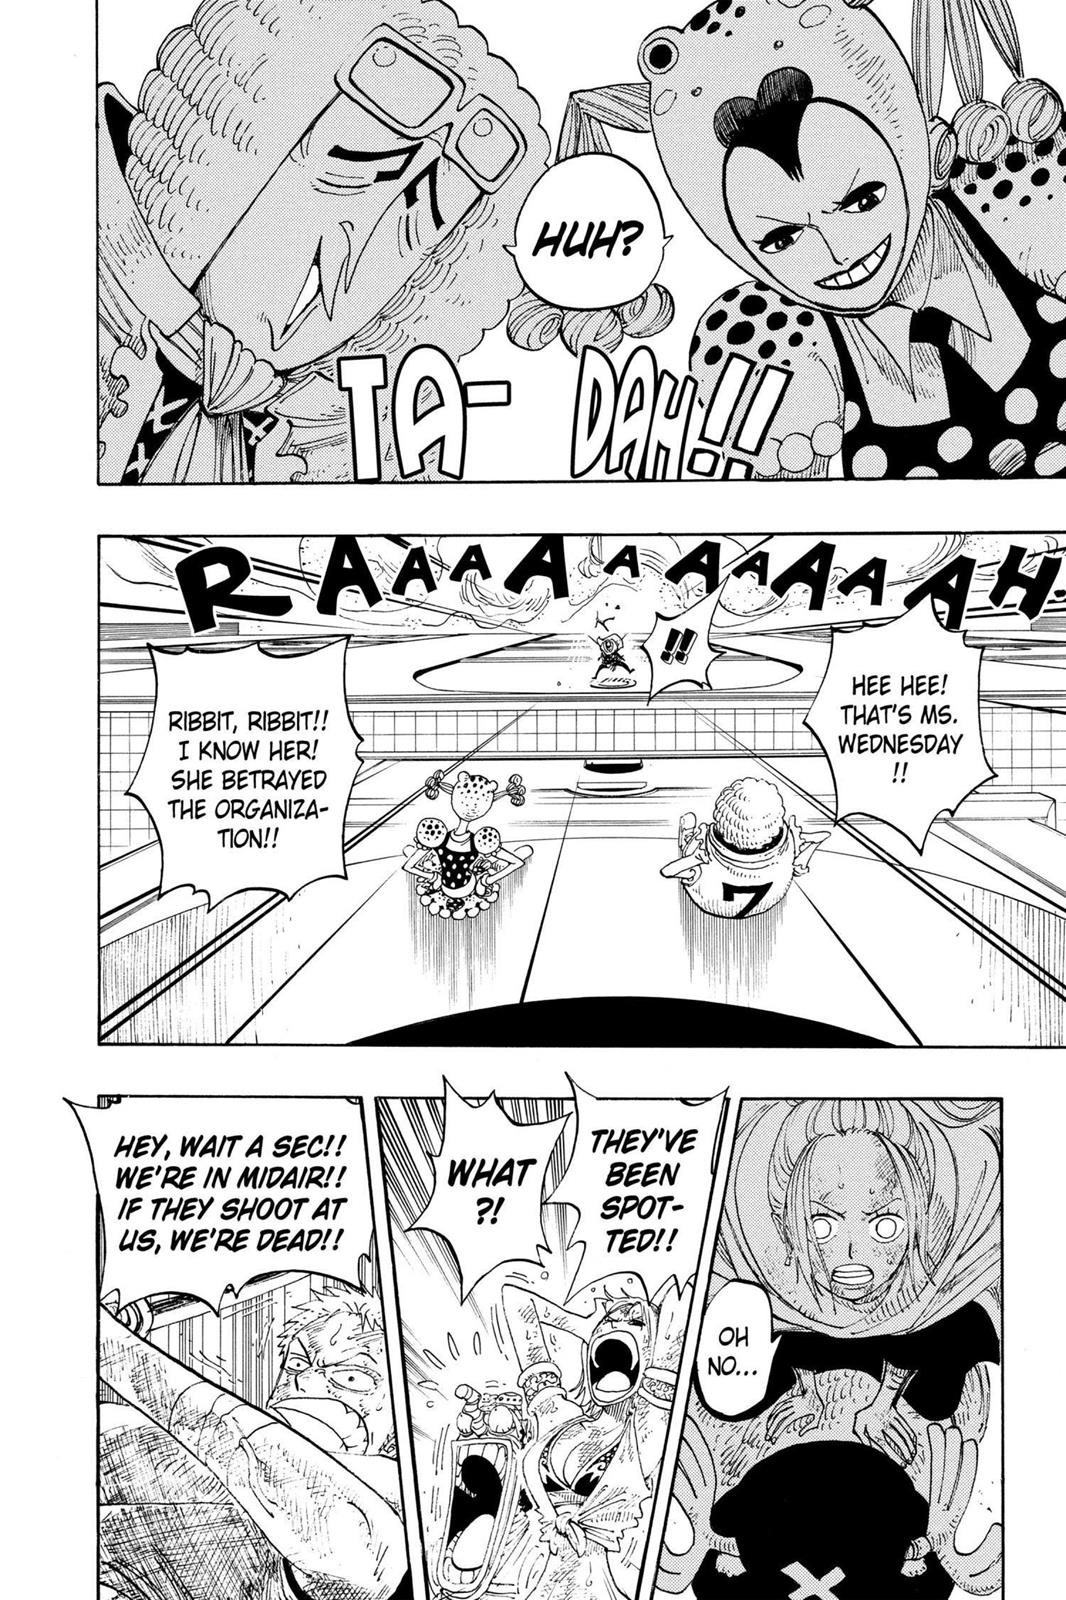 HUH?
TA-DAH!!
RAAAAAAAAAAH
!!
HEE HEE!
THAT'S MS.
WEDNESDAY
!!
RIBBIT, RIBBIT!!
I KNOW HER!
SHE BETRAYED
THE ORGANIZA-
TION!!
7
OH
NO...
THEY'VE
BEEN
SPOT-
TED!!
WHAT
?!
HEY, WAIT A SEC!!
WE'RE IN MIDAIR!!
IF THEY SHOOT AT
US, WE'RE DEAD!!